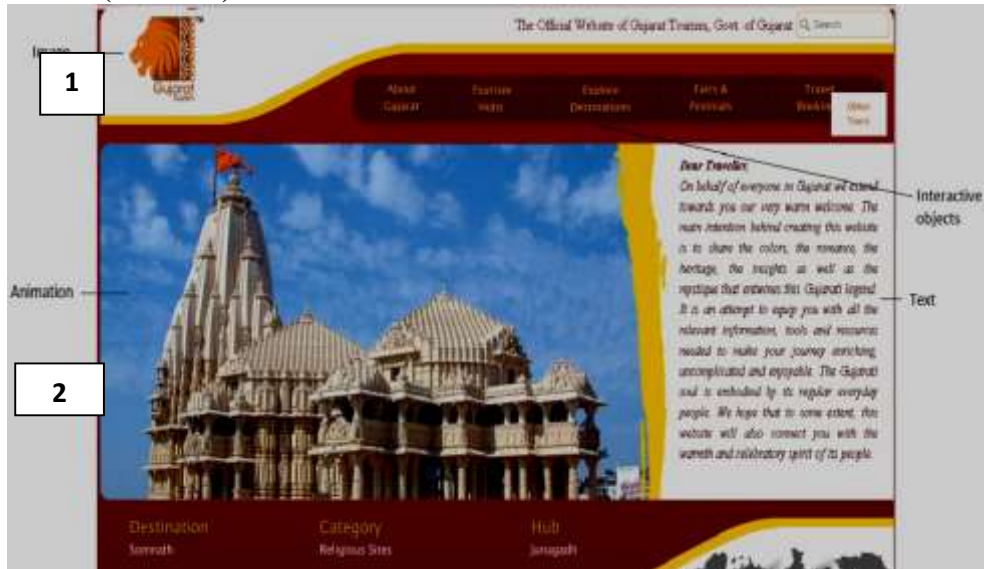 The Official Website of Gujarat Tourism, Govt. of Gujarat
Search
Image
1
Gujarat
About Gujarat
Tourism Hubs
Explore Destinations
Fairs & Festivals
Travel
Other Tours
Dear Traveller,
On behalf of everyone in Gujarat we extend
towards you our very warm welcome. The
main intention behind creating this website
is to share the colors, the romance, the
heritage, the insights as well as the
mystique that entwines this Gujarati legend.
It is an attempt to equip you with all the
relevant information, tools and resources
needed to make your journey enriching,
uncomplicated and enjoyable. The Gujarati
soul is embodied by its regular everyday
people. We hope that to some extent, this
website will also connect you with the
warmth and celebratory spirit of its people.
Interactive
objects
Animation
Text
2
Destination
Somnath
Category
Religious Sites
Hub
Junagadh